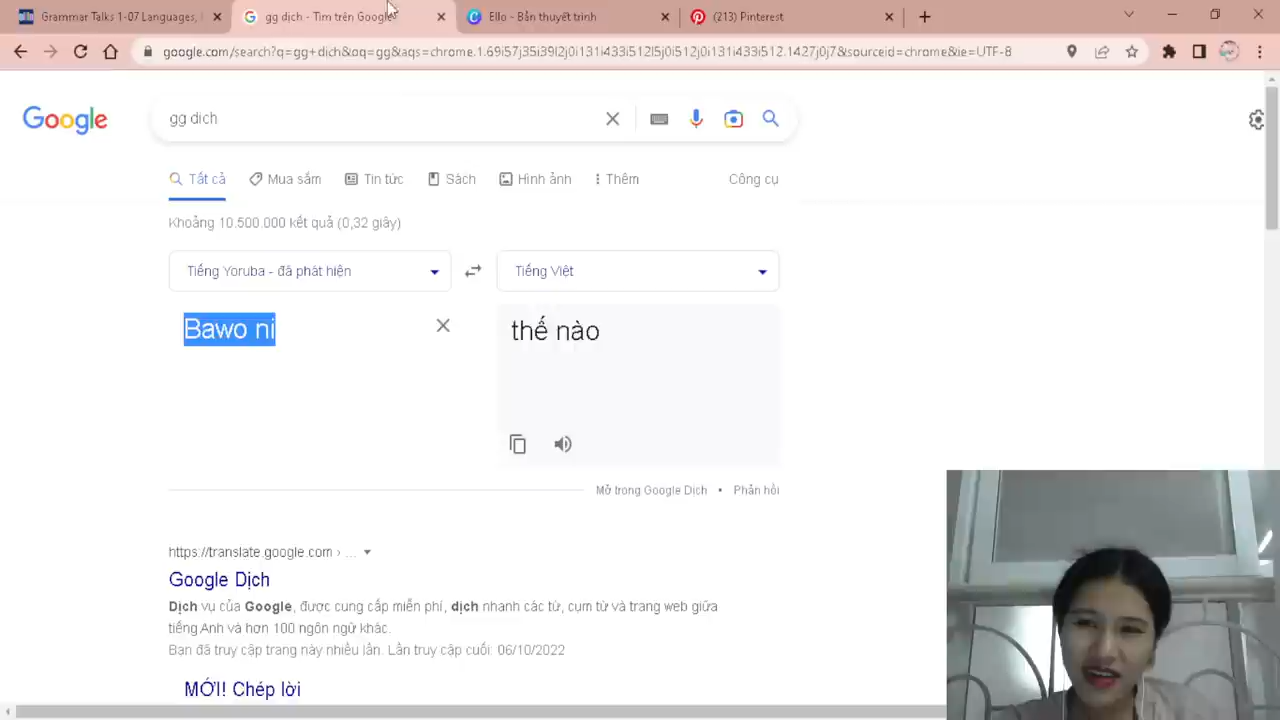 Grammar Talks 1-07 Languages,
gg dịch - Tìm trên Google
Ello - Bản thuyết trình
(213) Pinterest
google.com/search?q=gg+dịch&oq=gg&aqs=chrome.1.69i57j35i39l2j0i131i433i512l5j0i512j0i131i433i512.1427j0j7&sourceid=chrome&ie=UTF-8
Google
gg dịch
Tất cả
Mua sắm
Tin tức
Sách
Hình ảnh
Thêm
Công cụ
Khoảng 10.500.000 kết quả (0,32 giây)
Tiếng Yoruba - đã phát hiện
Tiếng Việt
Bawo ni
thế nào
Mở trong Google Dịch • Phản hồi
https://translate.google.com › ...
Google Dịch
Dịch vụ của Google, được cung cấp miễn phí, dịch nhanh các từ, cụm từ và trang web giữa
tiếng Anh và hơn 100 ngôn ngữ khác.
Bạn đã truy cập trang này nhiều lần. Lần truy cập cuối: 06/10/2022
MỚI! Chép lời